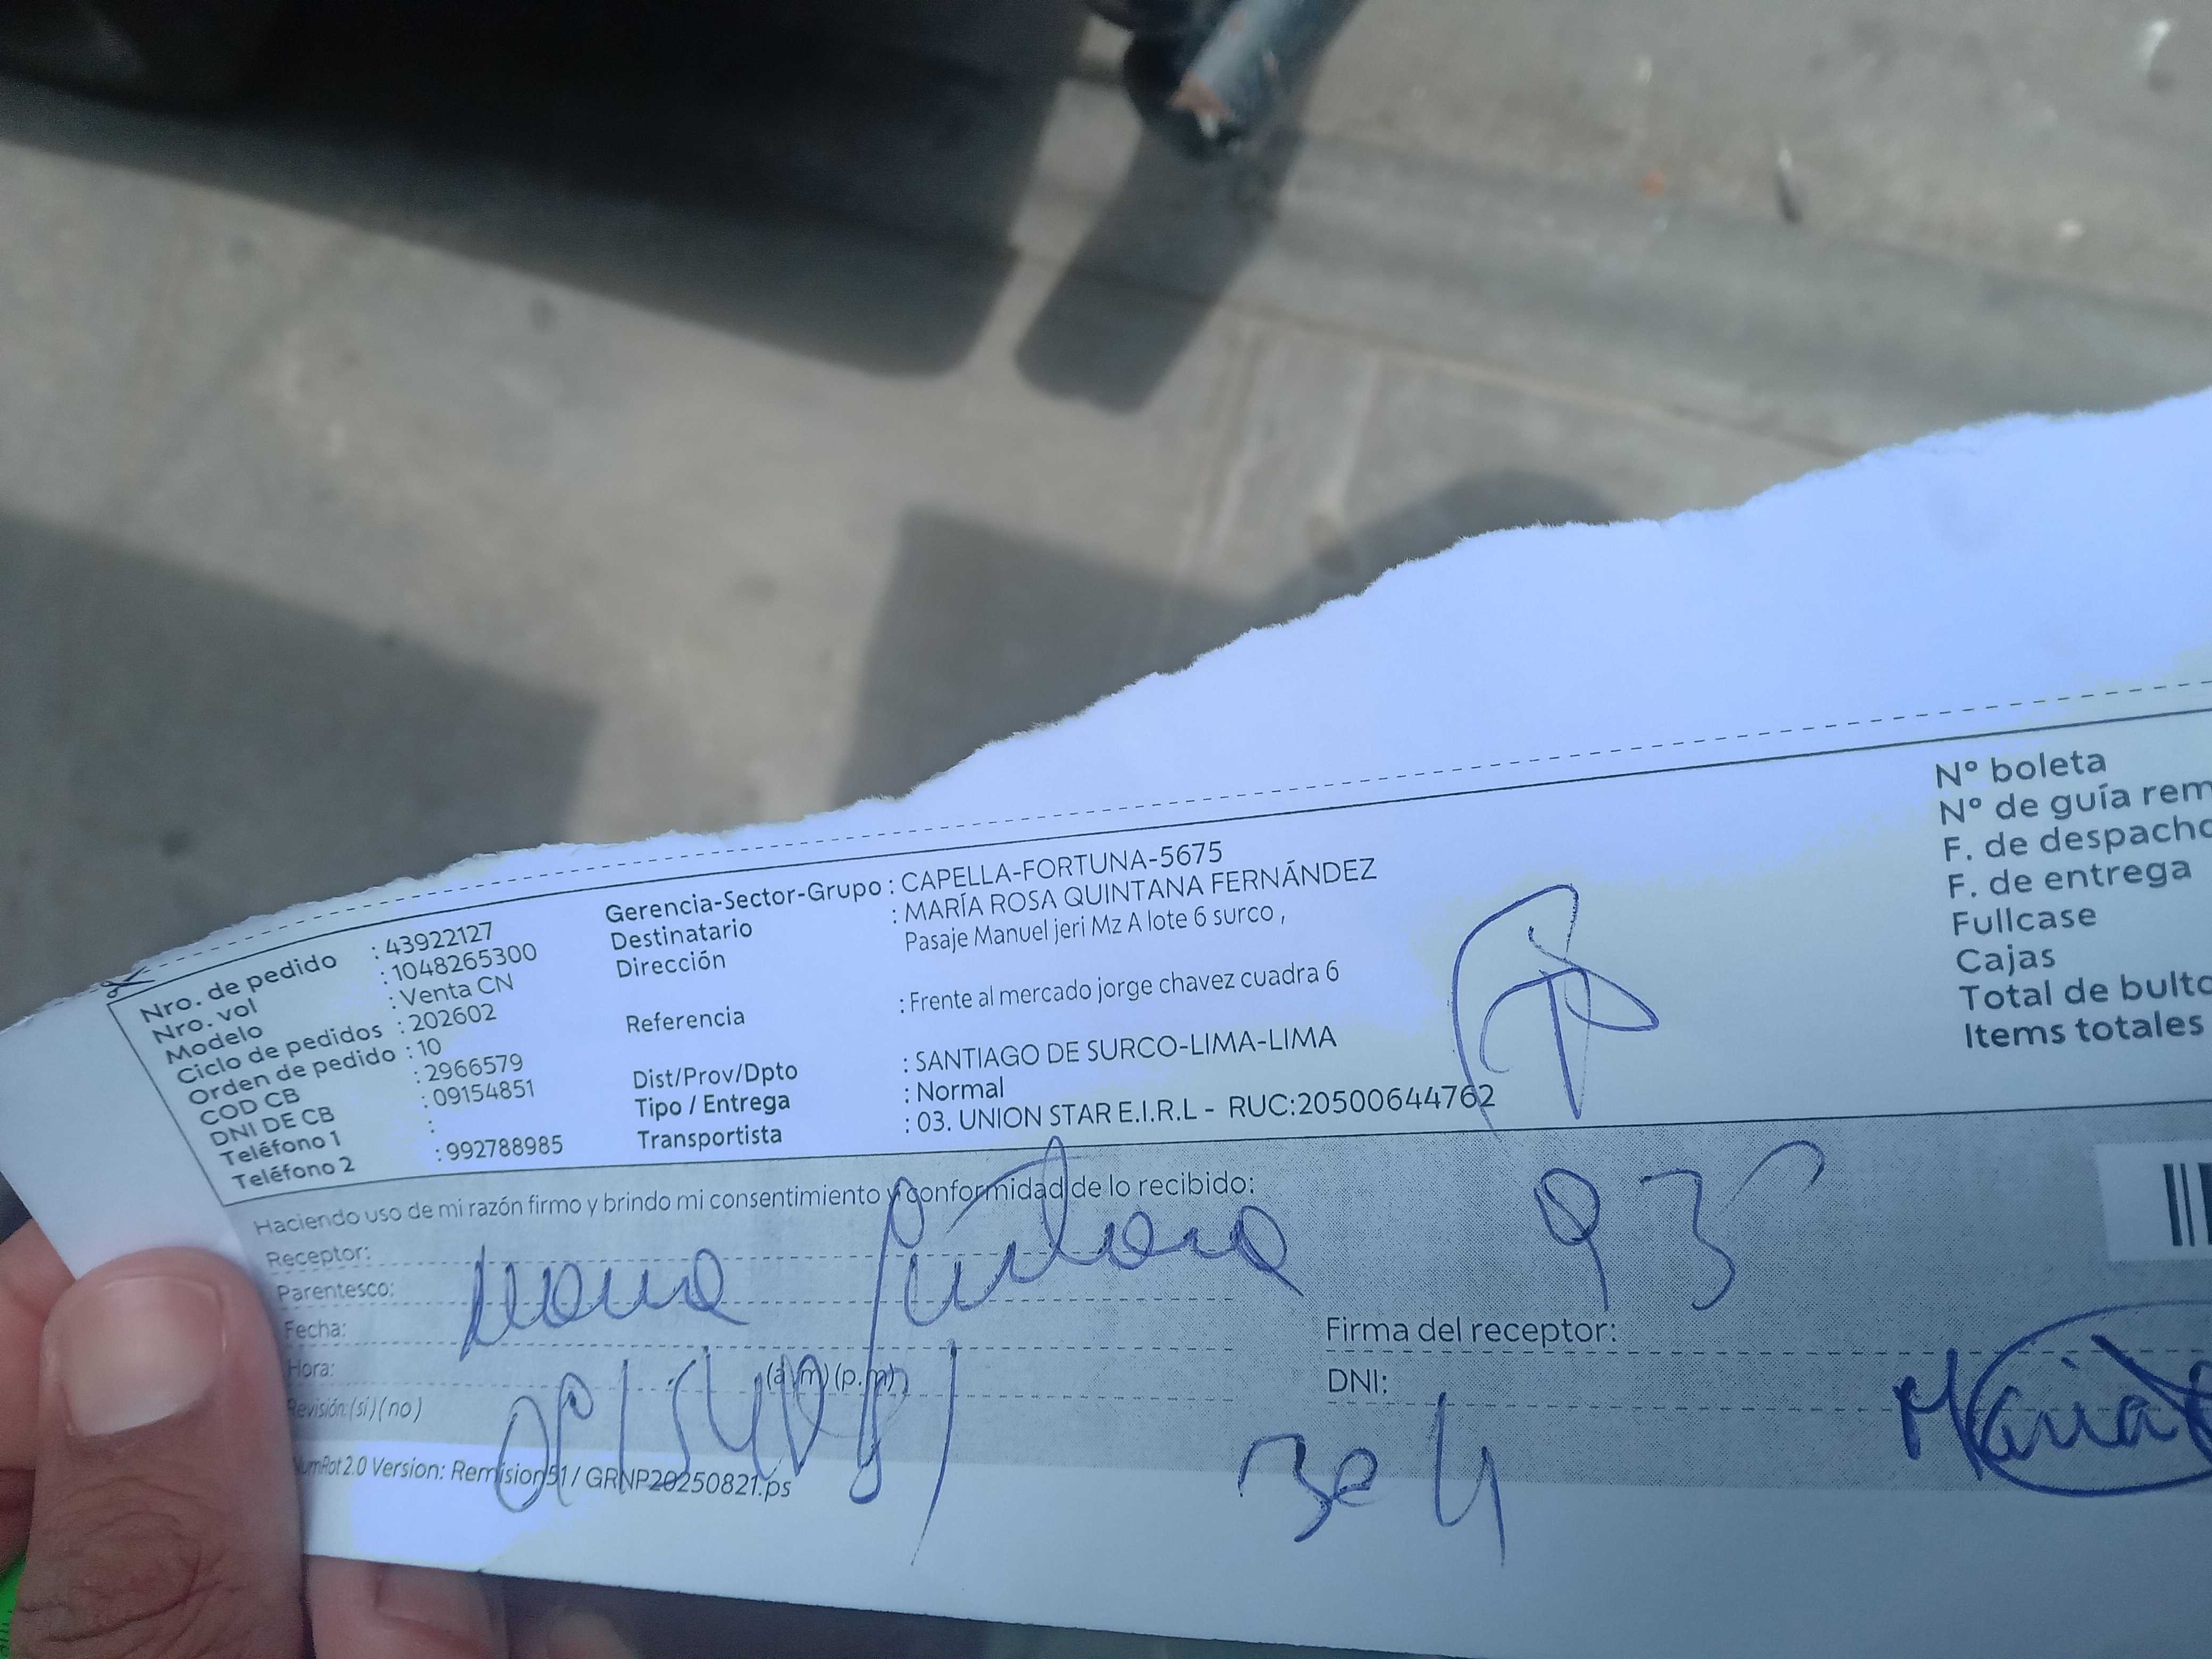 Nro. de pedido : 43922127
Nro. vol : 1048265300
Modelo : Venta CN
Ciclo de pedidos : 202602
Orden de pedido : 10
COD CB : 2966579
DNI DE CB : 09154851
Teléfono 1 :
Teléfono 2 : 992788985
Gerencia-Sector-Grupo : CAPELLA-FORTUNA-5675
Destinatario : MARÍA ROSA QUINTANA FERNÁNDEZ
Dirección Pasaje Manuel jeri Mz A lote 6 surco ,
Referencia : Frente al mercado jorge chavez cuadra 6
Dist/Prov/Dpto : SANTIAGO DE SURCO-LIMA-LIMA
Tipo / Entrega : Normal
Transportista : 03. UNION STAR E.I.R.L - RUC:20500644762
N° boleta
N° de guía rem
F. de despacho
F. de entrega
Fullcase
Cajas
Total de bulto
Items totales
Haciendo uso de mi razón firmo y brindo mi consentimiento y conformidad de lo recibido:
Receptor:
Parentesco:
Fecha:
Hora: (a.m) (p.m)
Revisión: (si) (no)
Firma del receptor:
DNI:
93
304
Maria
NumRot 2.0 Version: Remision51 / GRNP20250821.ps